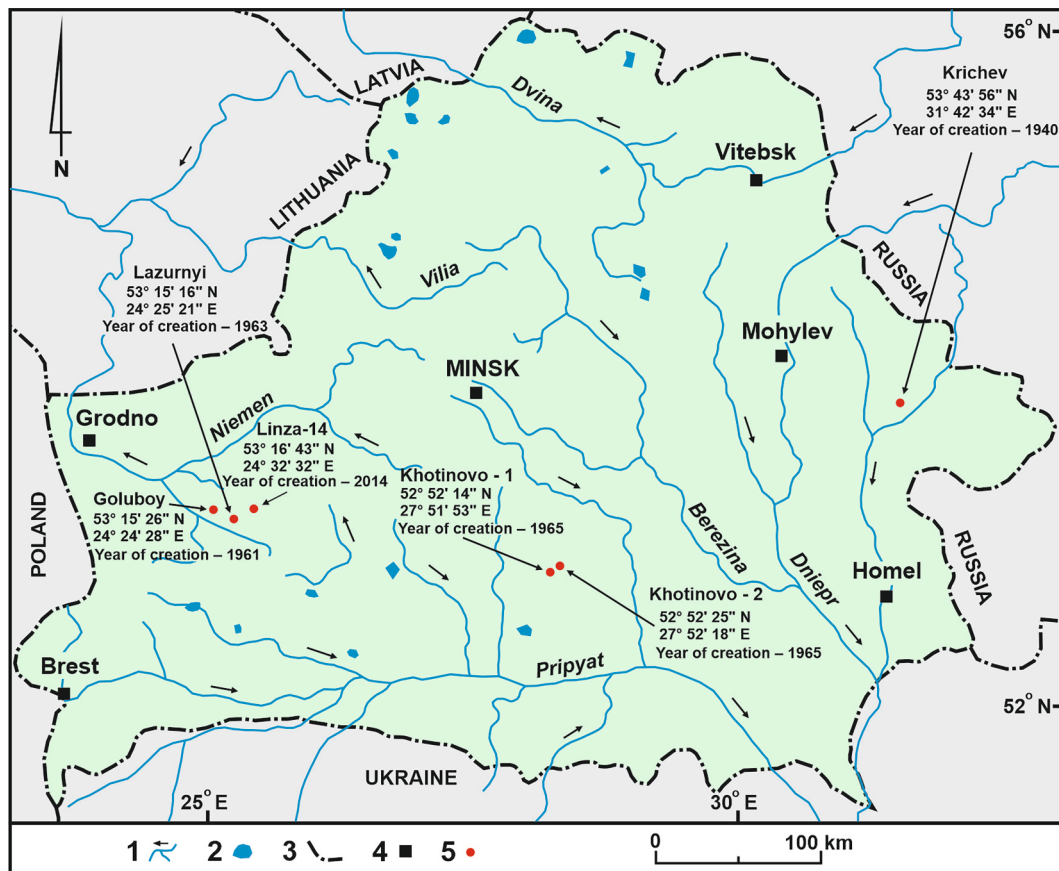 56° N
LATVIA
Dvina
Krichev
53° 43' 56" N
31° 42' 34" E
Year of creation – 1940
N
Vitebsk
LITHUANIA
RUSSIA
Vilia
Lazurnyi
53° 15' 16" N
24° 25' 21" E
Year of creation – 1963
Mohylev
MINSK
Grodno
Niemen
Linza-14
53° 16' 43" N
24° 32' 32" E
Year of creation – 2014
Khotinovo - 1
52° 52' 14" N
27° 51' 53" E
Year of creation – 1965
Goluboy
53° 15' 26" N
24° 24' 28" E
Year of creation – 1961
POLAND
Berezina
Dniepr
Homel
RUSSIA
Khotinovo - 2
52° 52' 25" N
27° 52' 18" E
Year of creation – 1965
Brest
Pripyat
52° N
UKRAINE
25° E
30° E
1 2 3 4 5
0 100 km